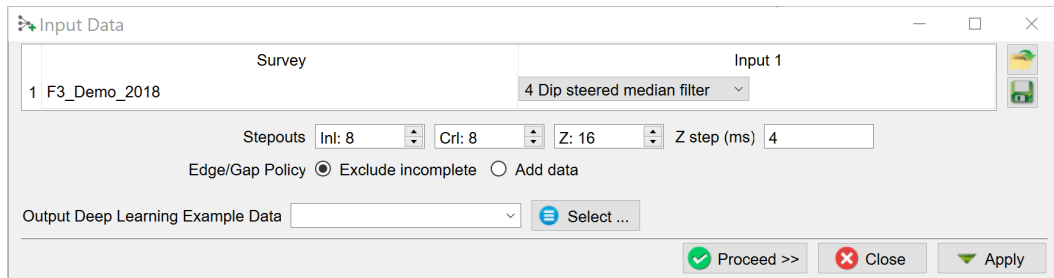 Input Data
Survey Input 1
1 F3_Demo_2018 4 Dip steered median filter
Stepouts Inl: 8 Crl: 8 Z: 16 Z step (ms) 4
Edge/Gap Policy Exclude incomplete Add data
Output Deep Learning Example Data Select ...
Proceed >> Close Apply